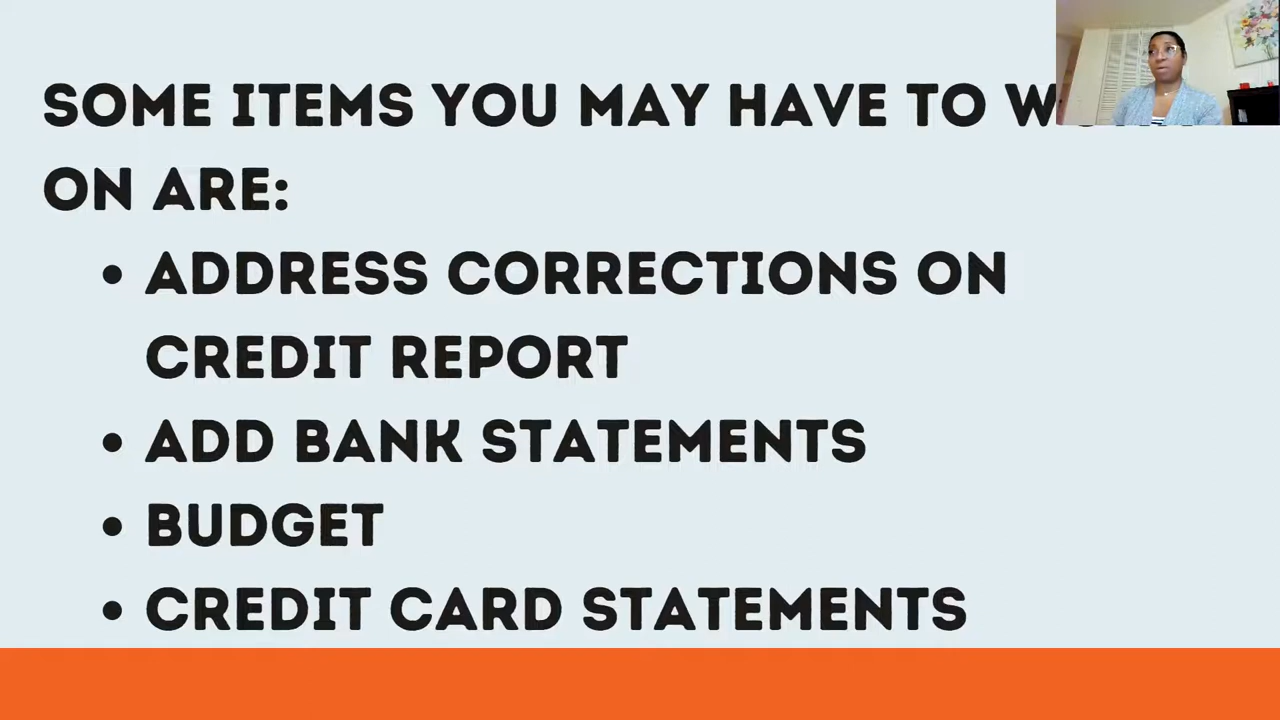 SOME ITEMS YOU MAY HAVE TO
ON ARE:
• ADDRESS CORRECTIONS ON
CREDIT REPORT
• ADD BANK STATEMENTS
• BUDGET
• CREDIT CARD STATEMENTS